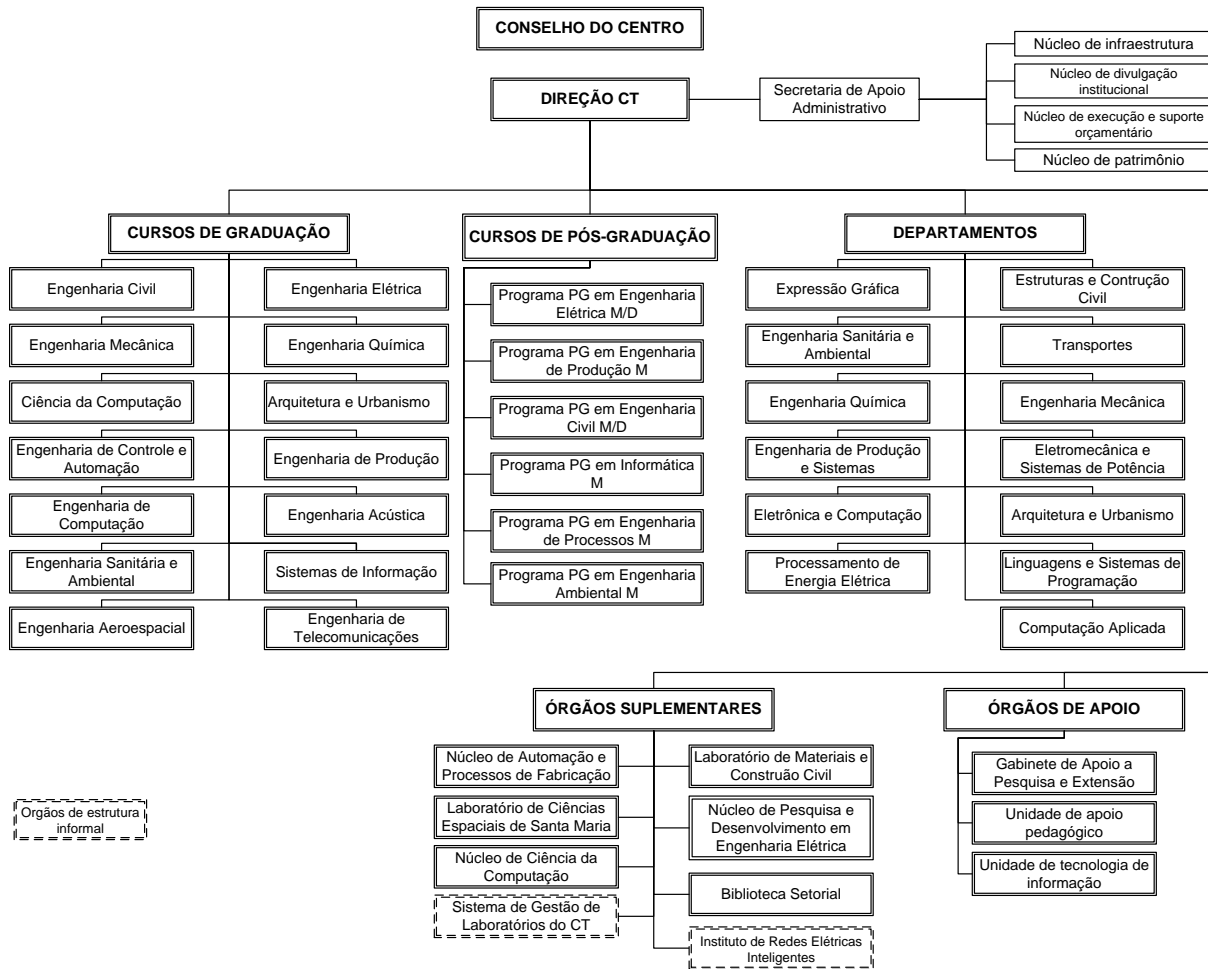 CONSELHO DO CENTRO
DIREÇÃO CT
Secretaria de Apoio
Administrativo
Núcleo de infraestrutura
Núcleo de divulgação
institucional
Núcleo de execução e suporte
orçamentário
Núcleo de patrimônio
CURSOS DE GRADUAÇÃO
Engenharia Civil
Engenharia Elétrica
Engenharia Mecânica
Engenharia Química
Ciência da Computação
Arquitetura e Urbanismo
Engenharia de Controle e
Automação
Engenharia de Produção
Engenharia de
Computação
Engenharia Acústica
Engenharia Sanitária e
Ambiental
Sistemas de Informação
Engenharia Aeroespacial
Engenharia de
Telecomunicações
CURSOS DE PÓS-GRADUAÇÃO
Programa PG em Engenharia
Elétrica M/D
Programa PG em Engenharia
de Produção M
Programa PG em Engenharia
Civil M/D
Programa PG em Informática
M
Programa PG em Engenharia
de Processos M
Programa PG em Engenharia
Ambiental M
DEPARTAMENTOS
Expressão Gráfica
Estruturas e Contrução
Civil
Engenharia Sanitária e
Ambiental
Transportes
Engenharia Química
Engenharia Mecânica
Engenharia de Produção
e Sistemas
Eletromecânica e
Sistemas de Potência
Eletrônica e Computação
Arquitetura e Urbanismo
Processamento de
Energia Elétrica
Linguagens e Sistemas de
Programação
Computação Aplicada
ÓRGÃOS SUPLEMENTARES
Núcleo de Automação e
Processos de Fabricação
Laboratório de Materiais e
Construão Civil
Laboratório de Ciências
Espaciais de Santa Maria
Núcleo de Pesquisa e
Desenvolvimento em
Engenharia Elétrica
Núcleo de Ciência da
Computação
Biblioteca Setorial
Sistema de Gestão de
Laboratórios do CT
Instituto de Redes Elétricas
Inteligentes
ÓRGÃOS DE APOIO
Gabinete de Apoio a
Pesquisa e Extensão
Unidade de apoio
pedagógico
Unidade de tecnologia de
informação
Orgãos de estrutura
informal